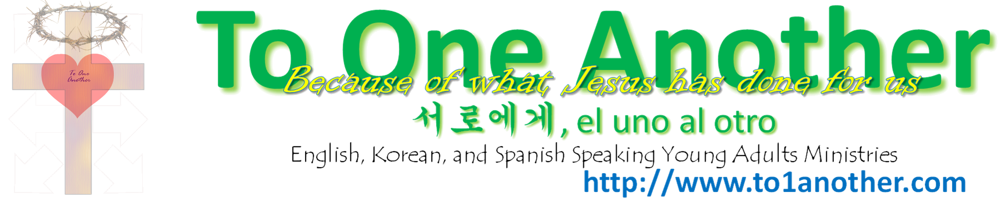 To One
Another
To One Another
Because of what Jesus has done for us
서로에게, el uno al otro
English, Korean, and Spanish Speaking Young Adults Ministries
http://www.to1another.com